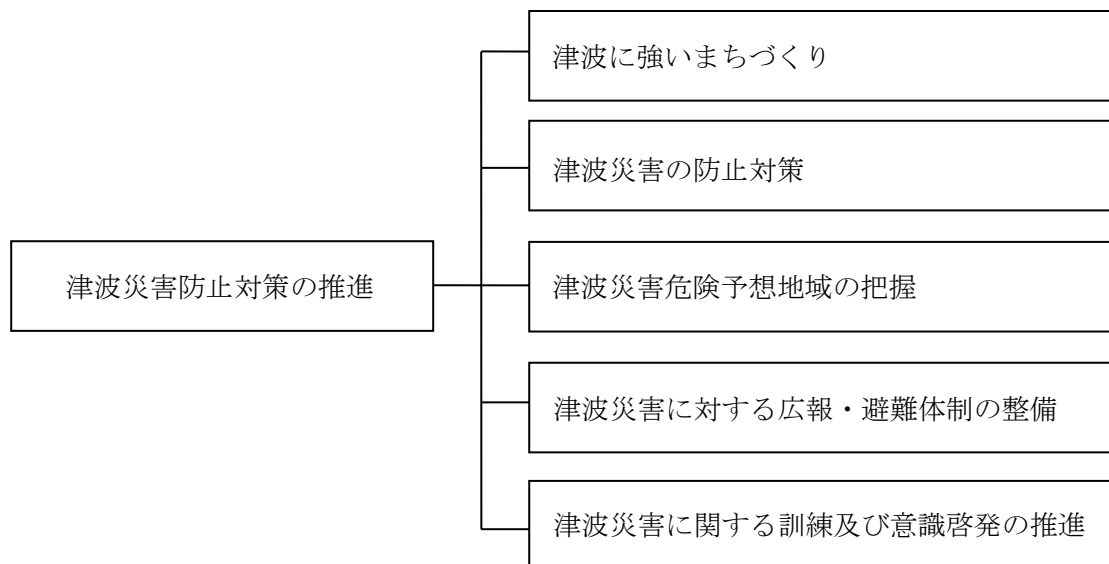 津波に強いまちづくり
津波災害の防止対策
津波災害防止対策の推進
津波災害危険予想地域の把握
津波災害に対する広報・避難体制の整備
津波災害に関する訓練及び意識啓発の推進